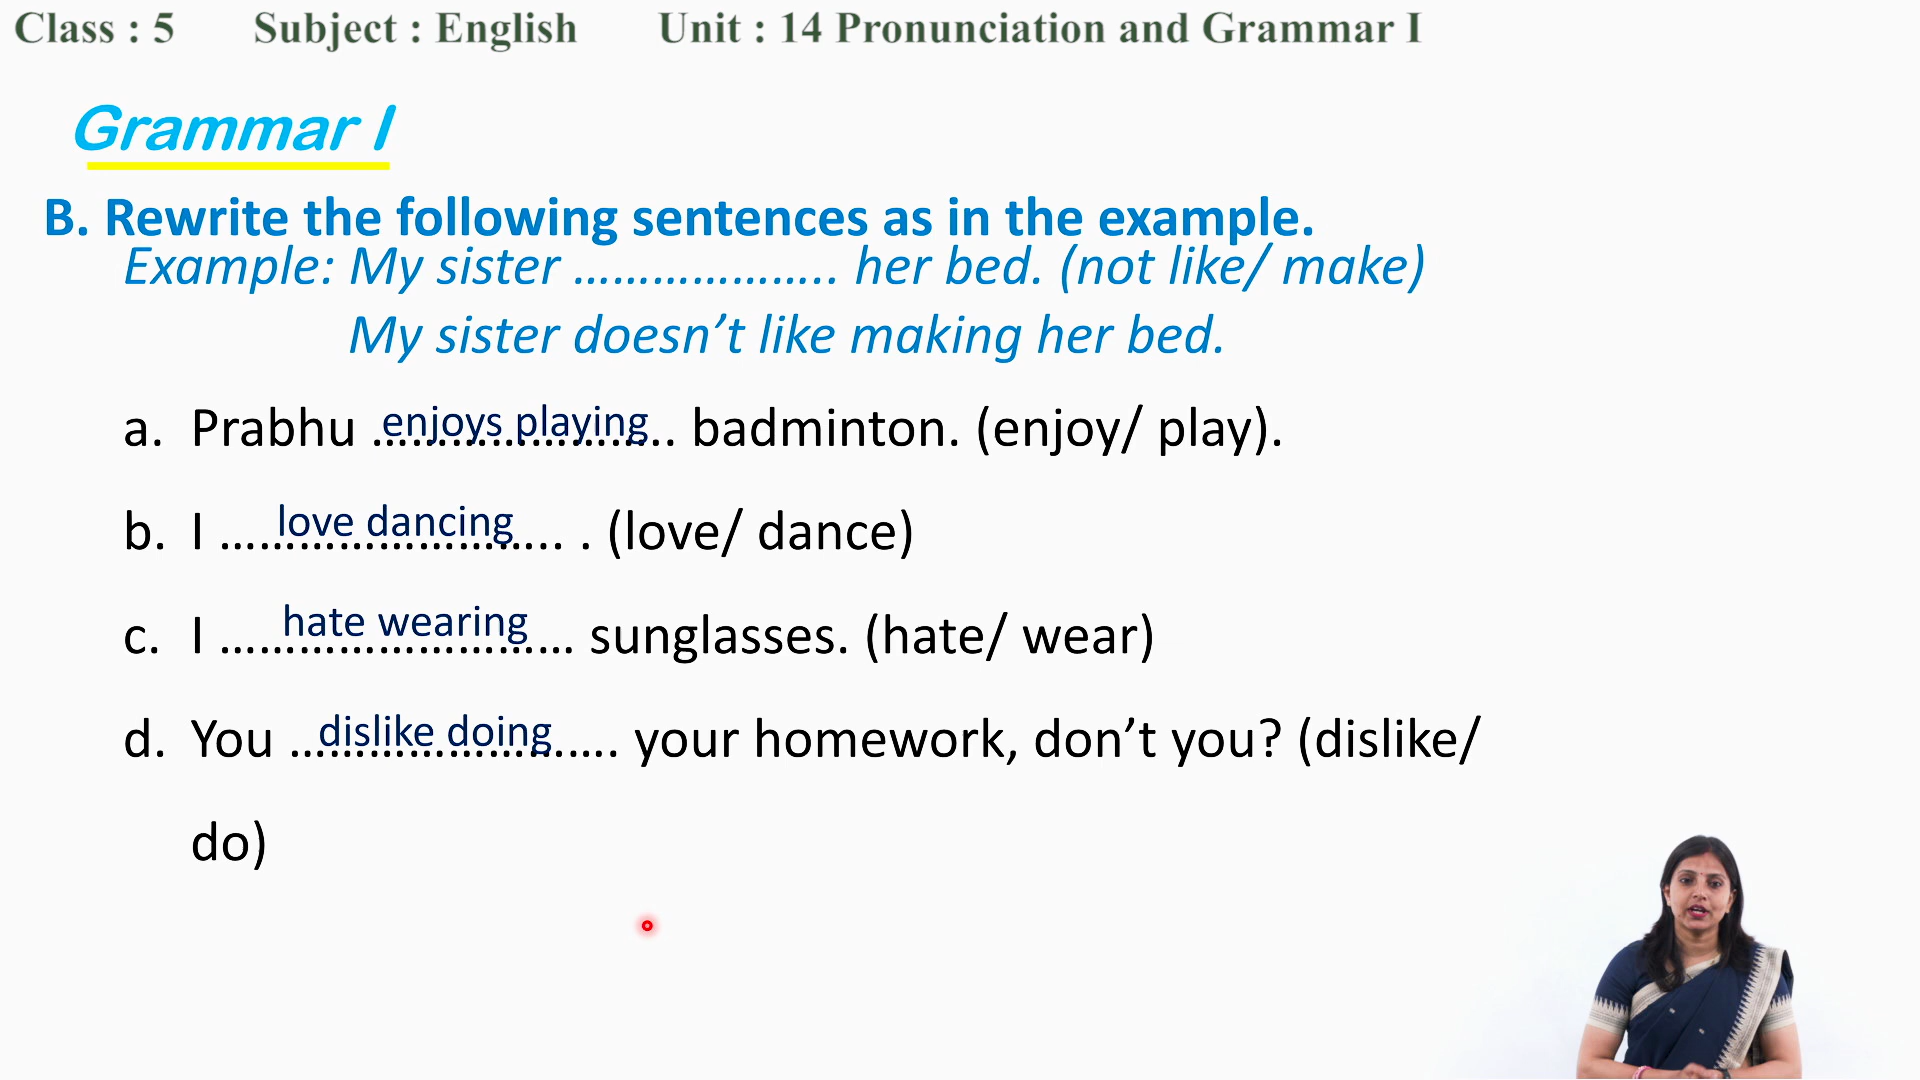 Class : 5 Subject : English Unit : 14 Pronunciation and Grammar I
Grammar I
B. Rewrite the following sentences as in the example.
Example: My sister ……………….. her bed. (not like/ make)
My sister doesn’t like making her bed.
a. Prabhu …enjoys playing….. badminton. (enjoy/ play).
b. I ……love dancing….. . (love/ dance)
c. I ……hate wearing…… sunglasses. (hate/ wear)
d. You …dislike doing….. your homework, don’t you? (dislike/
do)